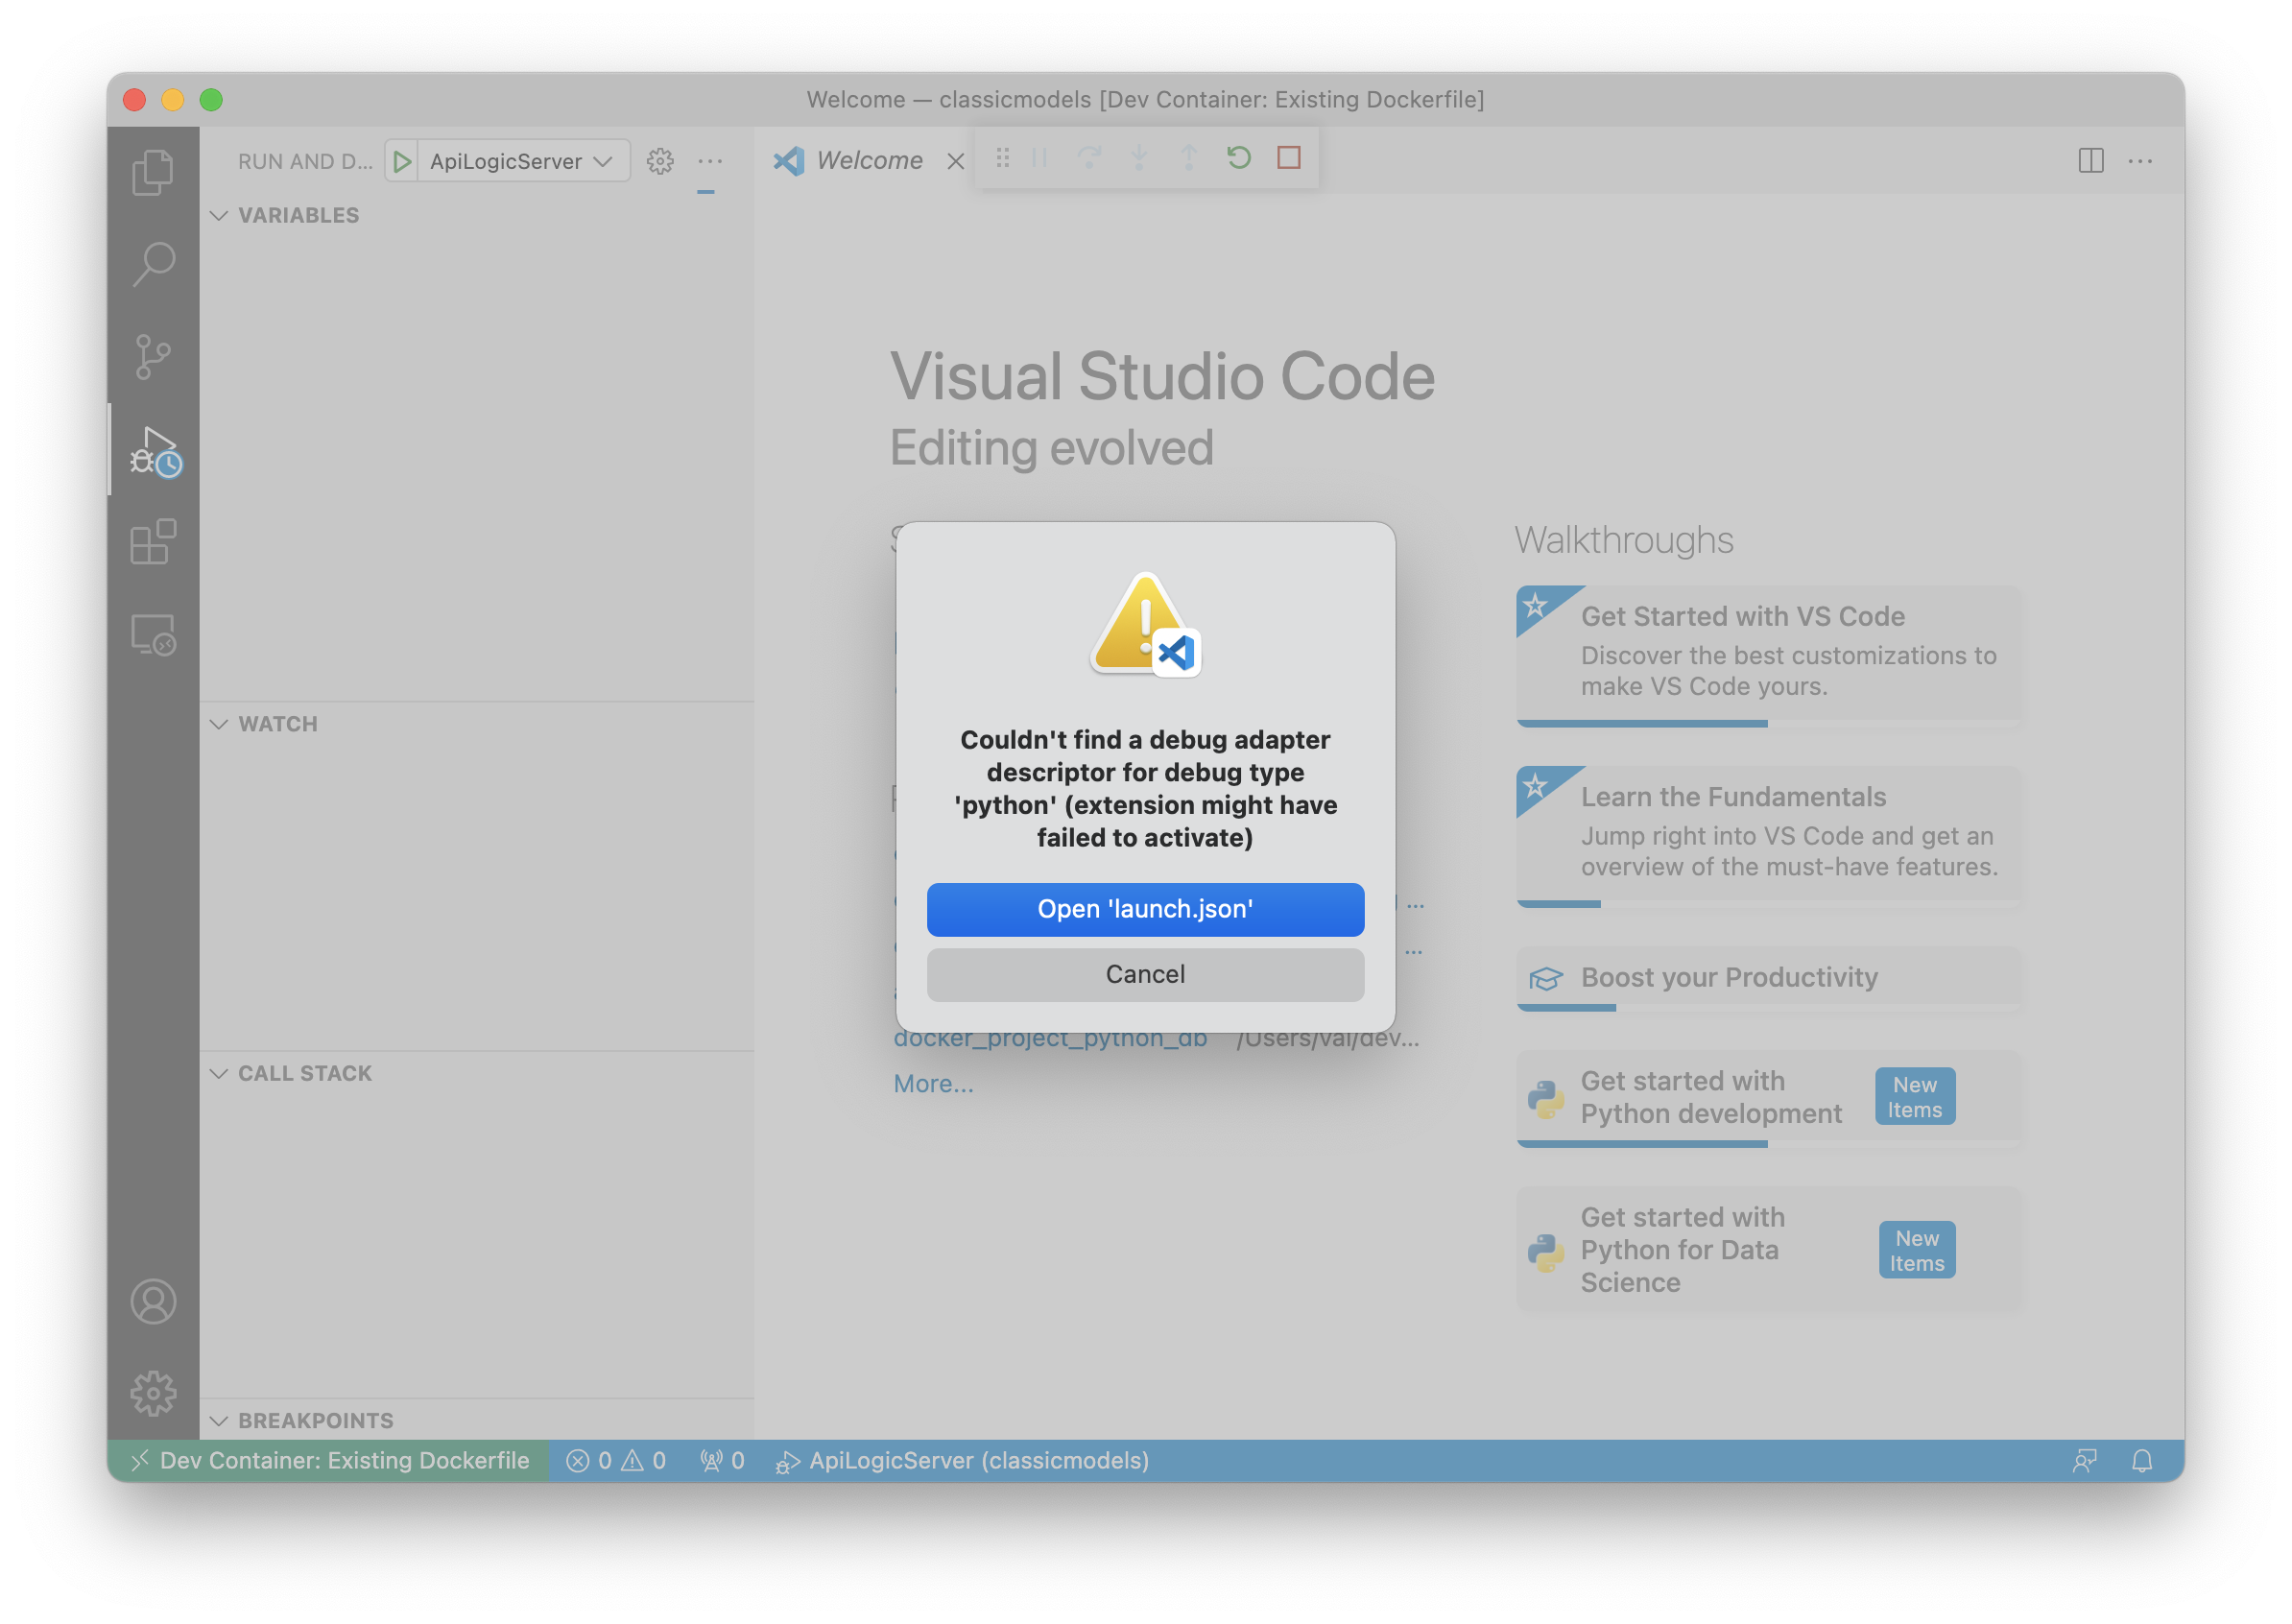 Welcome — classicmodels [Dev Container: Existing Dockerfile]
RUN AND D... ApiLogicServer
Welcome
VARIABLES
WATCH
CALL STACK
BREAKPOINTS
Visual Studio Code
Editing evolved
Couldn't find a debug adapter
descriptor for debug type
'python' (extension might have
failed to activate)
Open 'launch.json'
Cancel
...
...
docker_project_python_db /Users/val/dev...
More...
Walkthroughs
Get Started with VS Code
Discover the best customizations to
make VS Code yours.
Learn the Fundamentals
Jump right into VS Code and get an
overview of the must-have features.
Boost your Productivity
Get started with
Python development
New
Items
Get started with
Python for Data
Science
New
Items
Dev Container: Existing Dockerfile 0 0 0 ApiLogicServer (classicmodels)